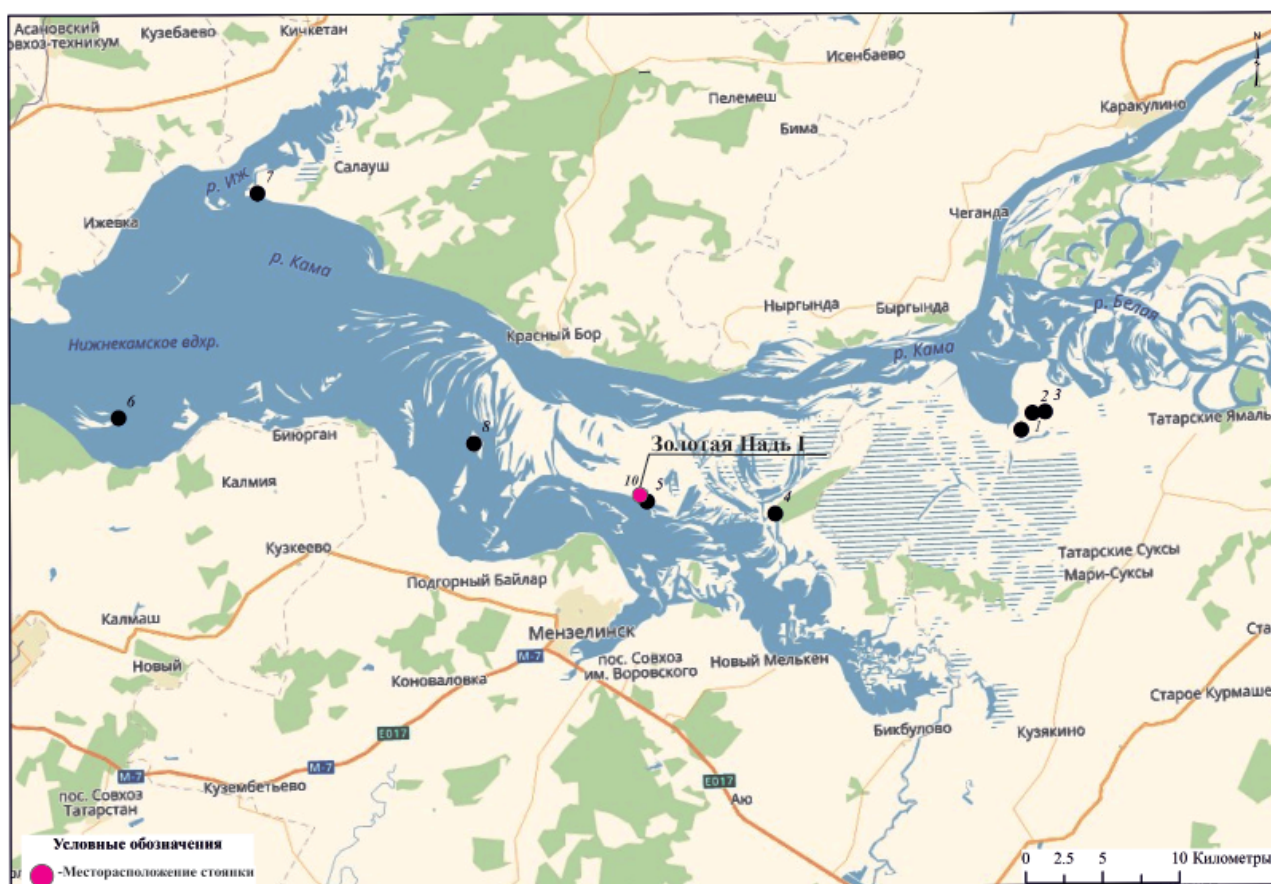 Асановский
овхоз-техникум
Кузебаево
Кичкетан
Исенбаево
N
Пелемеш
Каракулино
Бима
Салауш
р. Иж
7
Чеганда
Ижевка
р. Кама
Ныргында
Быргында
р. Белая
Красный Бор
Нижнекамское вдхр.
р. Кама
6
2
3
1
Татарские Ямалы
Биюрган
8
Золотая Падь I
Калмия
10
5
4
Кузкеево
Татарские Суксы
Мари-Суксы
Подгорный Байлар
Калмаш
Мензелинск
Новый
М-7
пос. Совхоз
им. Воровского
Новый Мелькен
Ста
Коноваловка
Старое Курмаше
Бикбулово
Кузякино
E017
М-7
М-7
E017
пос. Совхоз
Татарстан
Кузембетьево
Аю
Условные обозначения
-Месторасположение стоянки
0 2.5 5 10 Километры